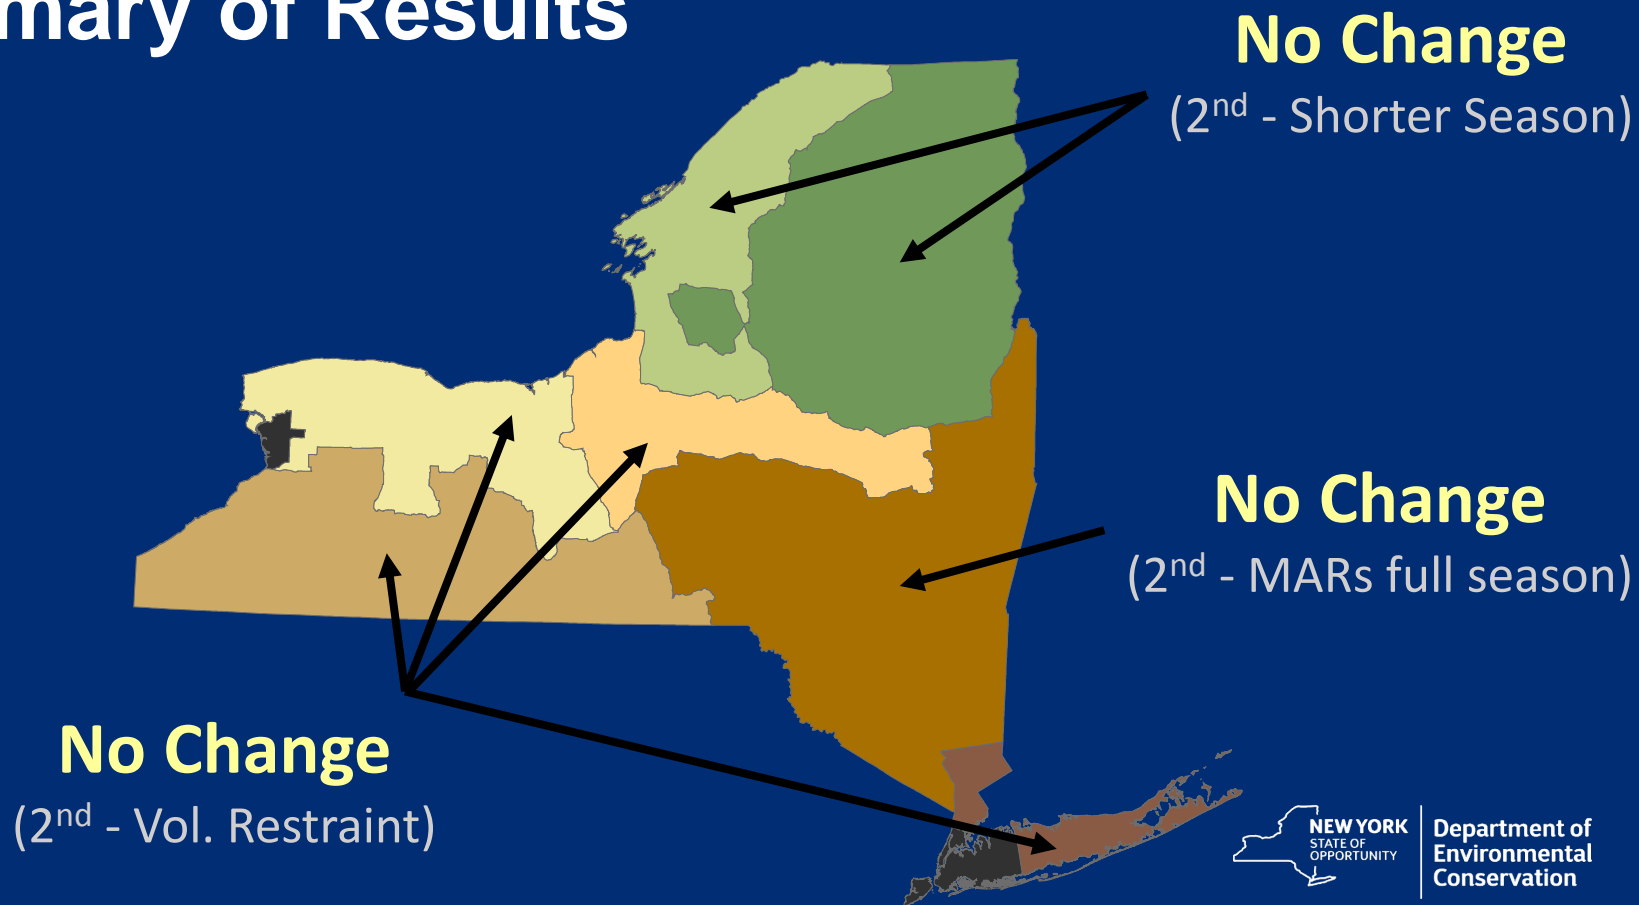 mary of Results
No Change
(2nd - Shorter Season)
No Change
(2nd - MARs full season)
No Change
(2nd - Vol. Restraint)
NEW YORK
STATE OF
OPPORTUNITY
Department of
Environmental
Conservation